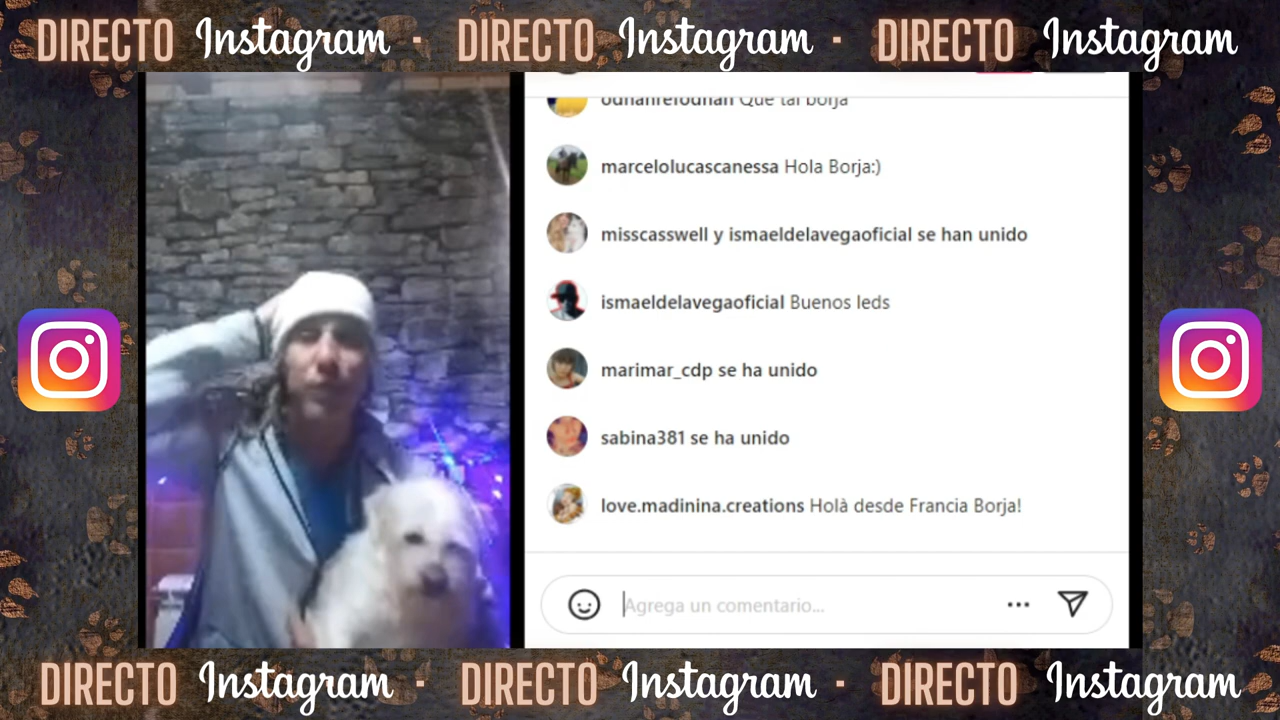 DIRECTO Instagram · DIRECTO Instagram · DIRECTO Instagram
odnanrefodnan Que tal borja
marcelolucascanessa Hola Borja:)
misscasswell y ismaeldelavegaoficial se han unido
ismaeldelavegaoficial Buenos leds
marimar_cdp se ha unido
sabina381 se ha unido
love.madinina.creations Holà desde Francia Borja!
Agrega un comentario...
DIRECTO Instagram · DIRECTO Instagram · DIRECTO Instagram